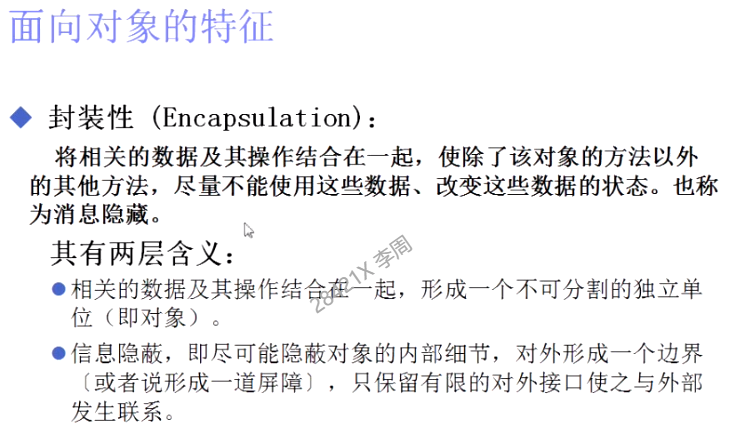 面向对象的特征
封装性 (Encapsulation)：
将相关的数据及其操作结合在一起，使除了该对象的方法以外
的其他方法，尽量不能使用这些数据、改变这些数据的状态。也称
为消息隐藏。
其有两层含义：
相关的数据及其操作结合在一起，形成一个不可分割的独立单
位（即对象）。
信息隐蔽，即尽可能隐蔽对象的内部细节，对外形成一个边界
〔或者说形成一道屏障〕，只保留有限的对外接口使之与外部
发生联系。
李周